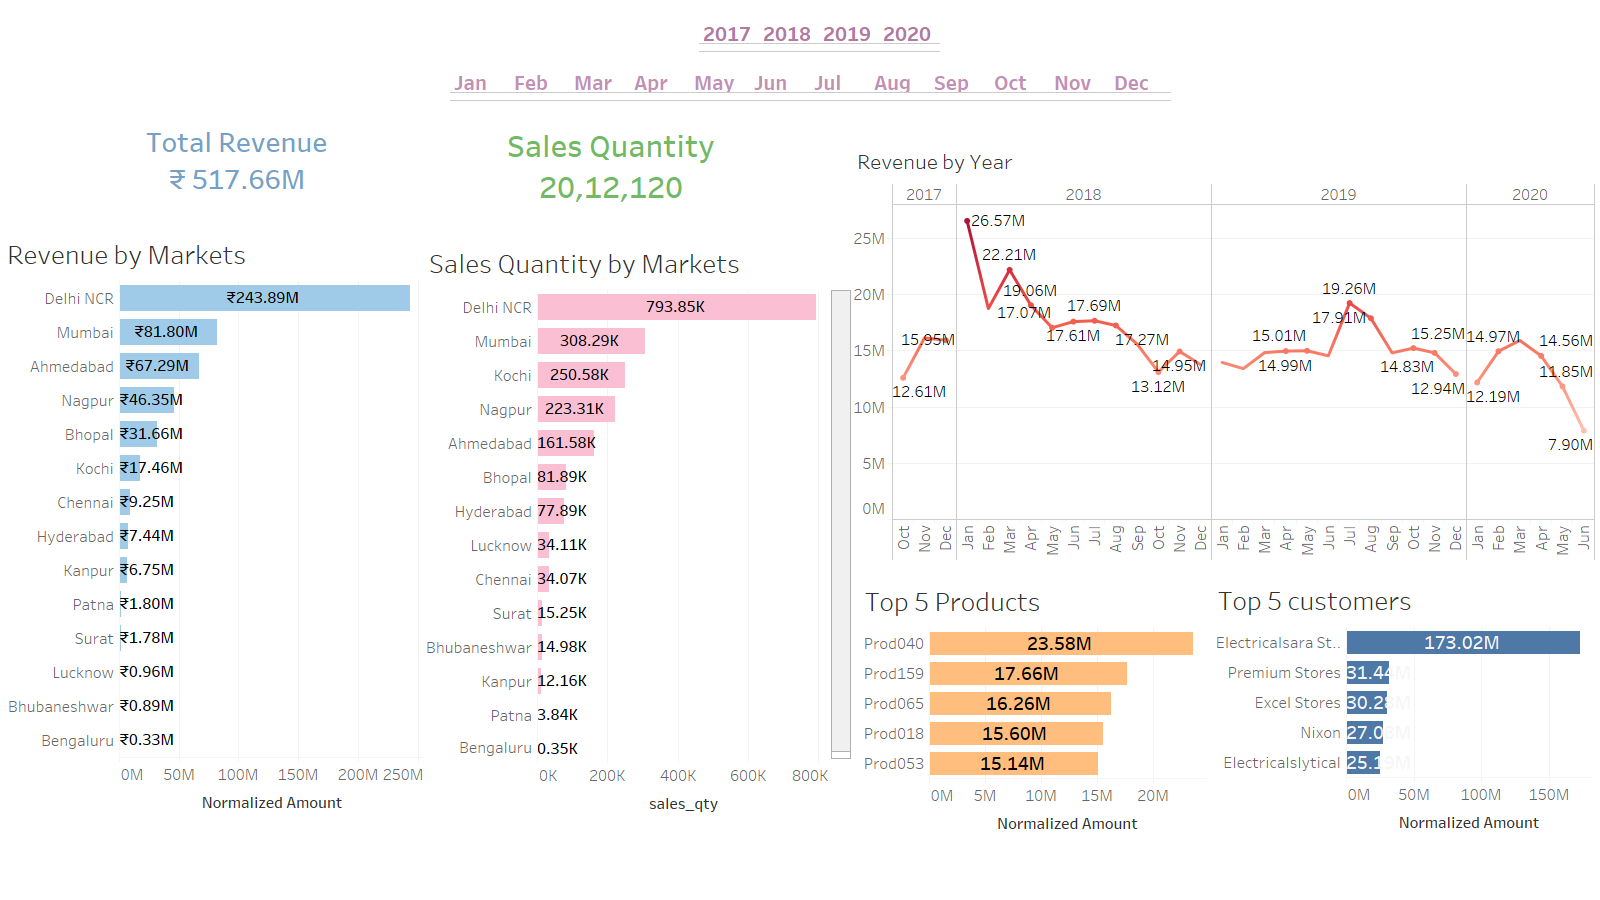 2017 2018 2019 2020
Jan Feb Mar Apr May Jun Jul Aug Sep Oct Nov Dec
Total Revenue
₹ 517.66M
Sales Quantity
20,12,120
Revenue by Markets
Delhi NCR ₹243.89M
Mumbai ₹81.80M
Ahmedabad ₹67.29M
Nagpur ₹46.35M
Bhopal ₹31.66M
Kochi ₹17.46M
Chennai ₹9.25M
Hyderabad ₹7.44M
Kanpur ₹6.75M
Patna ₹1.80M
Surat ₹1.78M
Lucknow ₹0.96M
Bhubaneshwar ₹0.89M
Bengaluru ₹0.33M
0M 50M 100M 150M 200M 250M
Normalized Amount
Sales Quantity by Markets
Delhi NCR 793.85K
Mumbai 308.29K
Kochi 250.58K
Nagpur 223.31K
Ahmedabad 161.58K
Bhopal 81.89K
Hyderabad 77.89K
Lucknow 34.11K
Chennai 34.07K
Surat 15.25K
Bhubaneshwar 14.98K
Kanpur 12.16K
Patna 3.84K
Bengaluru 0.35K
0K 200K 400K 600K 800K
sales_qty
Revenue by Year
2017 2018 2019 2020
26.57M
25M
22.21M
20M 19.06M 19.26M
17.07M 17.69M 17.91M
15.95M 17.61M 17.27M 15.01M 15.25M 14.97M 14.56M
15M
14.95M 14.99M 14.83M 11.85M
12.61M 13.12M 12.94M 12.19M
10M
7.90M
5M
0M
Oct Nov Dec Jan Feb Mar Apr May Jun Jul Aug Sep Oct Nov Dec Jan Feb Mar Apr May Jun Jul Aug Sep Oct Nov Dec Jan Feb Mar Apr May Jun
Top 5 Products
Prod040 23.58M
Prod159 17.66M
Prod065 16.26M
Prod018 15.60M
Prod053 15.14M
0M 5M 10M 15M 20M
Normalized Amount
Top 5 customers
Electricalsara St.. 173.02M
Premium Stores 31.44M
Excel Stores 30.28M
Nixon 27.08M
Electricalslytical 25.19M
0M 50M 100M 150M
Normalized Amount